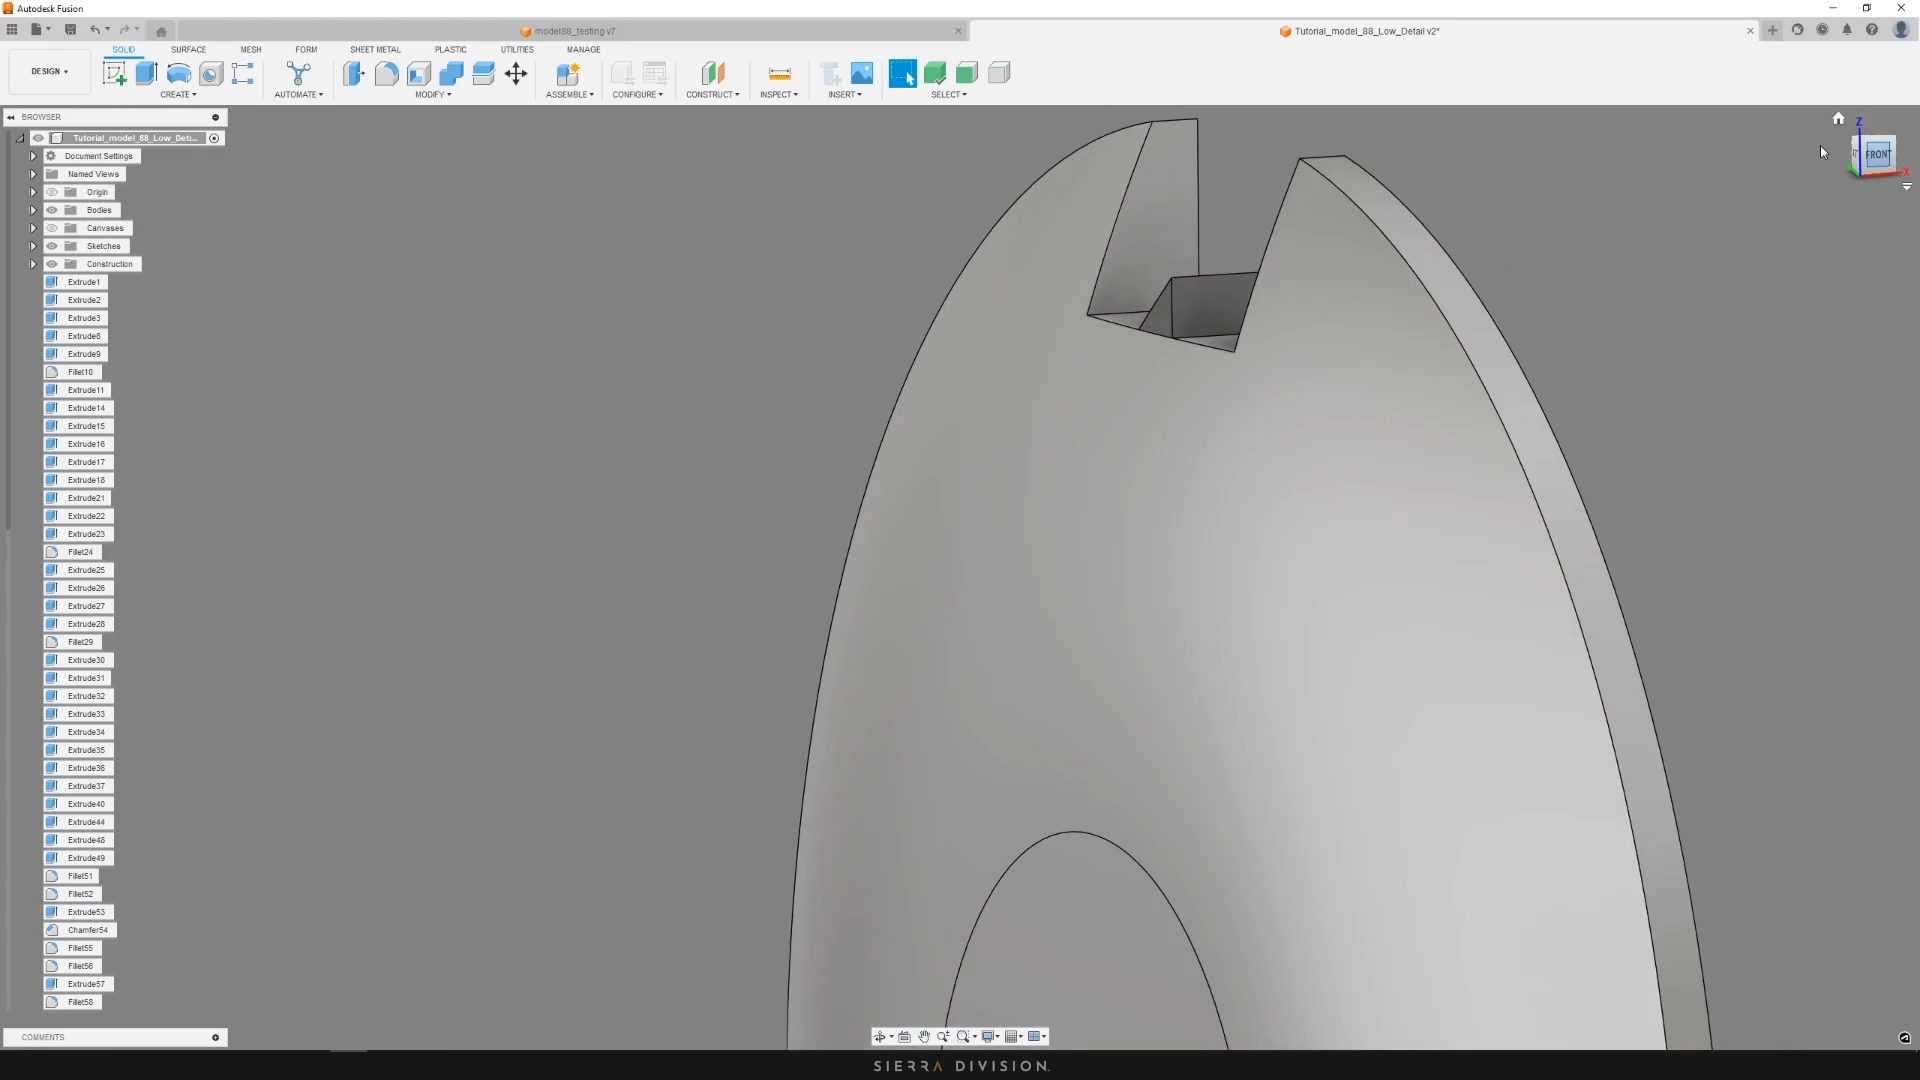 Autodesk Fusion
model88_testing v7
Tutorial_model_88_Low_Detail v2*
DESIGN
SOLID SURFACE MESH FORM SHEET METAL PLASTIC UTILITIES MANAGE
CREATE AUTOMATE MODIFY ASSEMBLE CONFIGURE CONSTRUCT INSPECT INSERT SELECT
BROWSER
Tutorial_model_88_Low_Deta...
Document Settings
Named Views
Origin
Bodies
Canvases
Sketches
Construction
Extrude1
Extrude2
Extrude3
Extrude8
Extrude9
Fillet10
Extrude11
Extrude14
Extrude15
Extrude16
Extrude17
Extrude18
Extrude21
Extrude22
Extrude23
Fillet24
Extrude25
Extrude26
Extrude27
Extrude28
Fillet29
Extrude30
Extrude31
Extrude32
Extrude33
Extrude34
Extrude35
Extrude36
Extrude37
Extrude40
Extrude44
Extrude48
Extrude49
Fillet51
Fillet52
Extrude53
Chamfer54
Fillet55
Fillet56
Extrude57
Fillet58
COMMENTS
Z
FRONT
X
SIERRA DIVISION